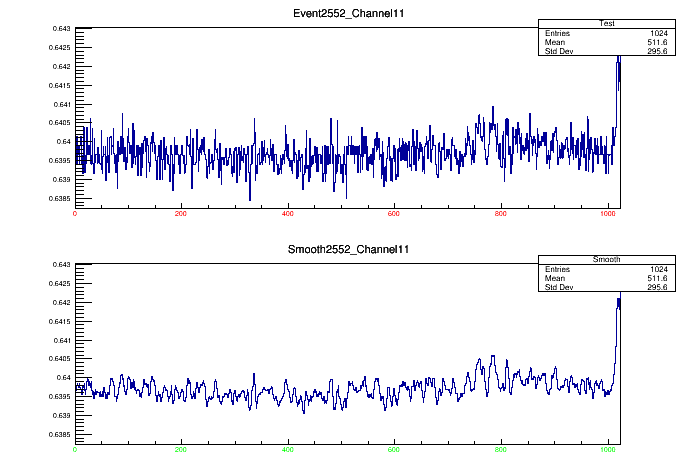 Event2552_Channel11
Test
Entries 1024
Mean 511.6
Std Dev 295.6
0.643
0.6425
0.642
0.6415
0.641
0.6405
0.64
0.6395
0.639
0.6385
0 200 400 600 800 1000
Smooth2552_Channel11
Smooth
Entries 1024
Mean 511.6
Std Dev 295.6
0.643
0.6425
0.642
0.6415
0.641
0.6405
0.64
0.6395
0.639
0.6385
0 200 400 600 800 1000